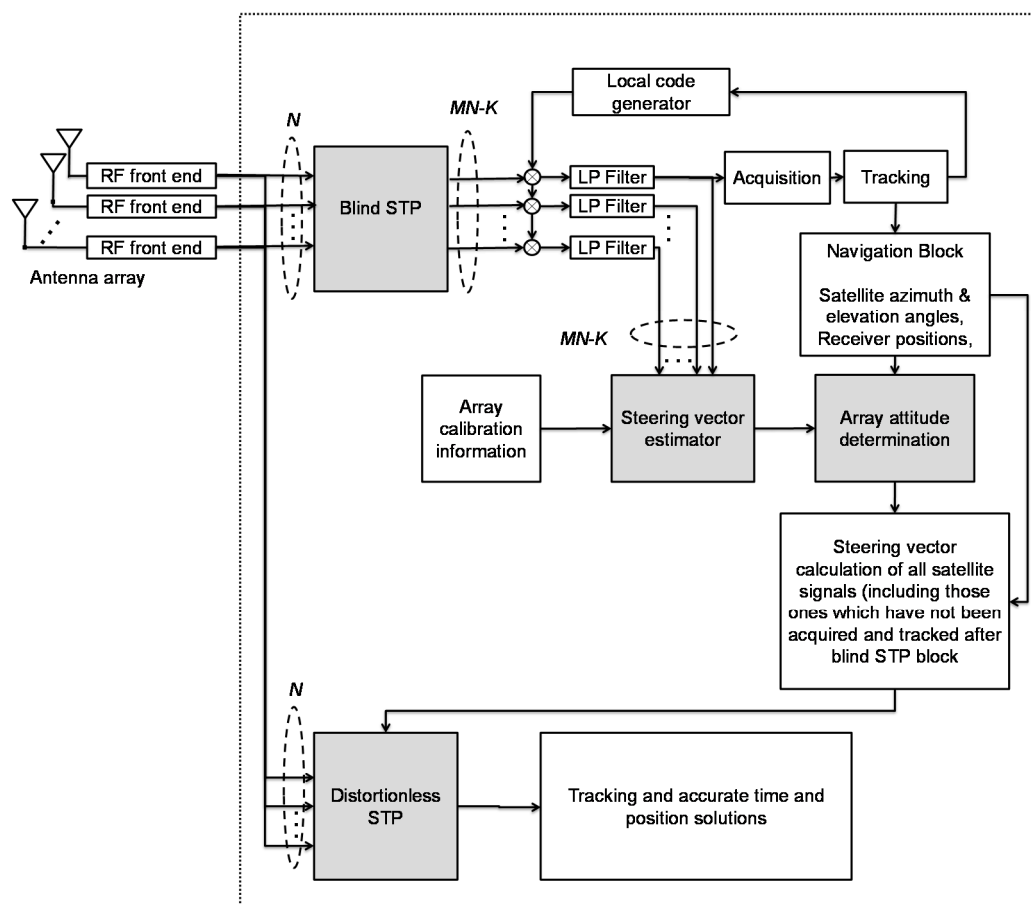 Local code
generator
N
MN-K
RF front end
RF front end
RF front end
Antenna array
Blind STP
LP Filter
LP Filter
LP Filter
Acquisition
Tracking
Navigation Block
Satellite azimuth &
elevation angles,
Receiver positions,
MN-K
Array
calibration
information
Steering vector
estimator
Array attitude
determination
Steering vector
calculation of all satellite
signals (including those
ones which have not been
acquired and tracked after
blind STP block
N
Distortionless
STP
Tracking and accurate time and
position solutions